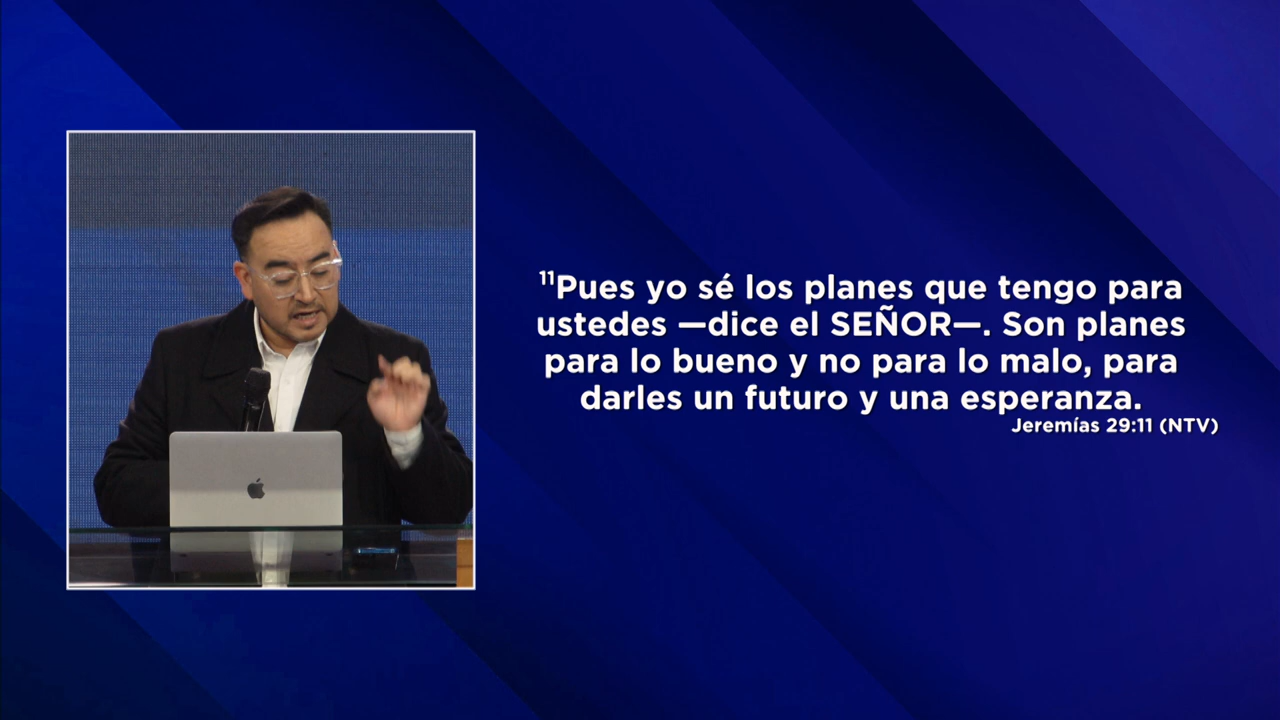 ¹¹Pues yo sé los planes que tengo para
ustedes —dice el SEÑOR—. Son planes
para lo bueno y no para lo malo, para
darles un futuro y una esperanza.
Jeremías 29:11 (NTV)